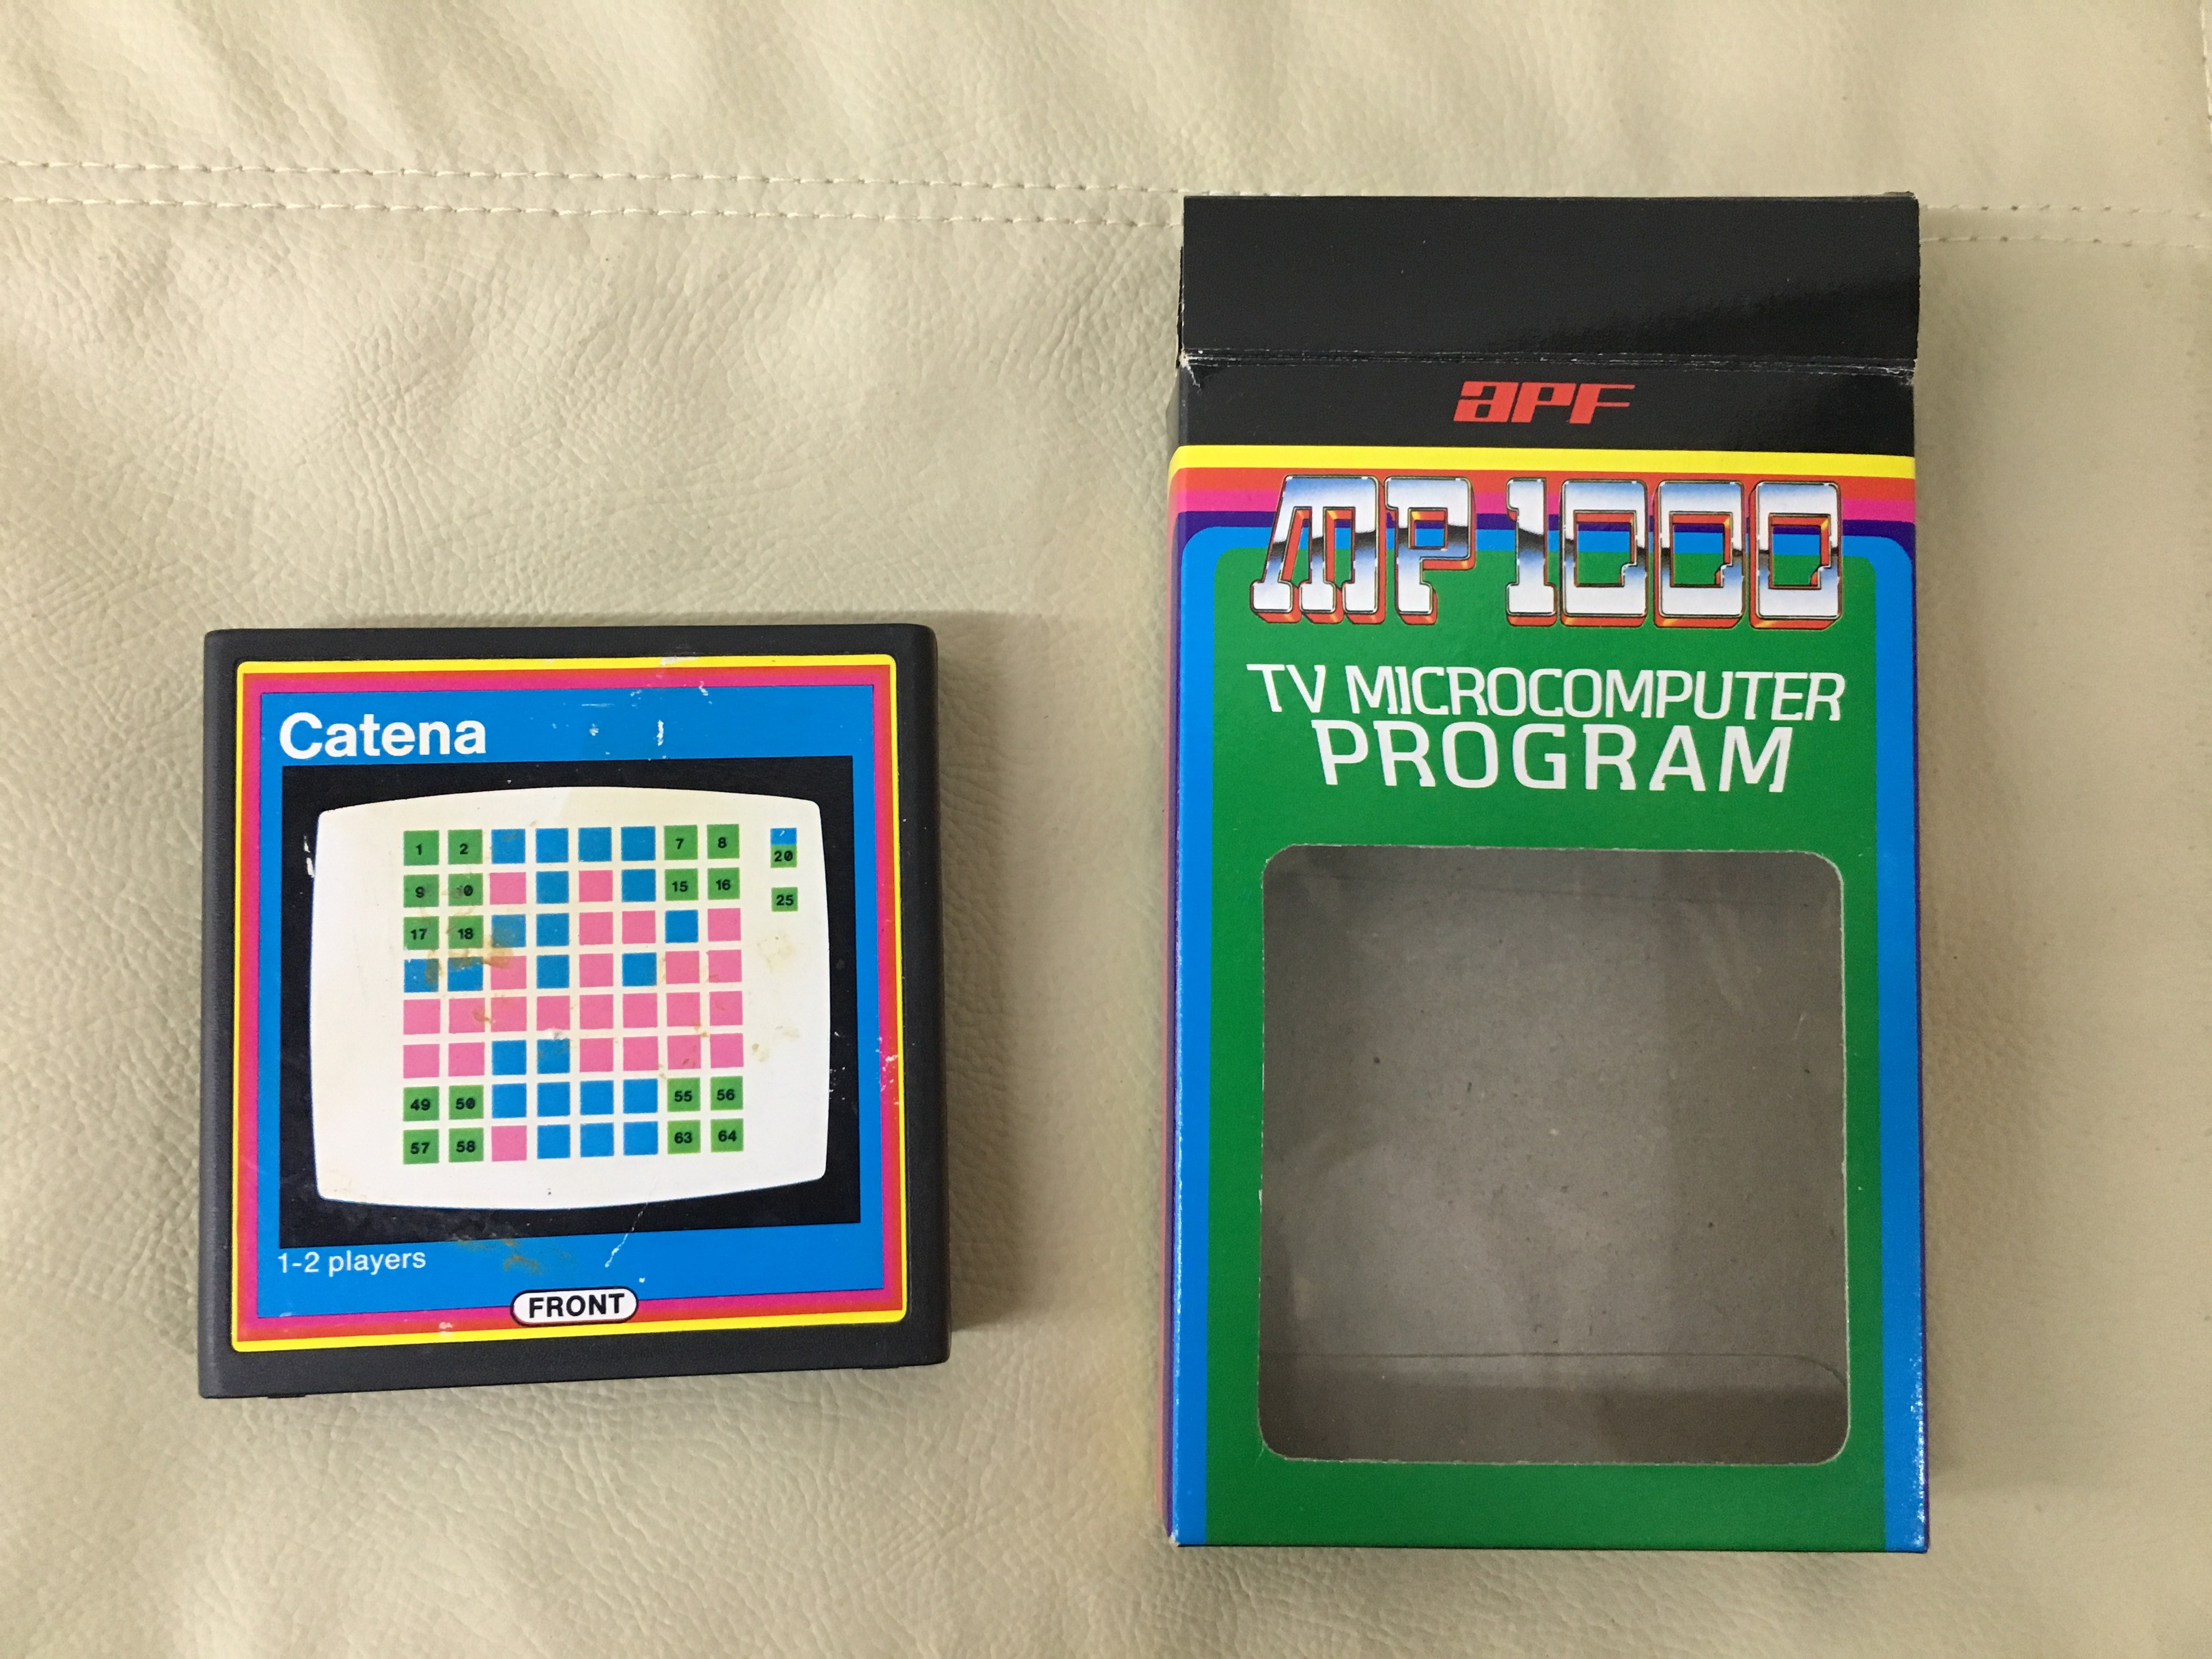 Catena
1 2 7 8 20
9 10 15 16 25
17 18
49 50 55 56
57 58 63 64
1-2 players
FRONT
apf
MP 1000
TV MICROCOMPUTER
PROGRAM